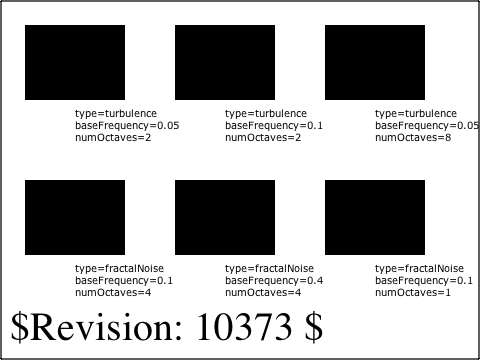 type=turbulence
baseFrequency=0.05
numOctaves=2
type=turbulence
baseFrequency=0.1
numOctaves=2
type=turbulence
baseFrequency=0.05
numOctaves=8
type=fractalNoise
baseFrequency=0.1
numOctaves=4
type=fractalNoise
baseFrequency=0.4
numOctaves=4
type=fractalNoise
baseFrequency=0.1
numOctaves=1
$Revision: 10373 $